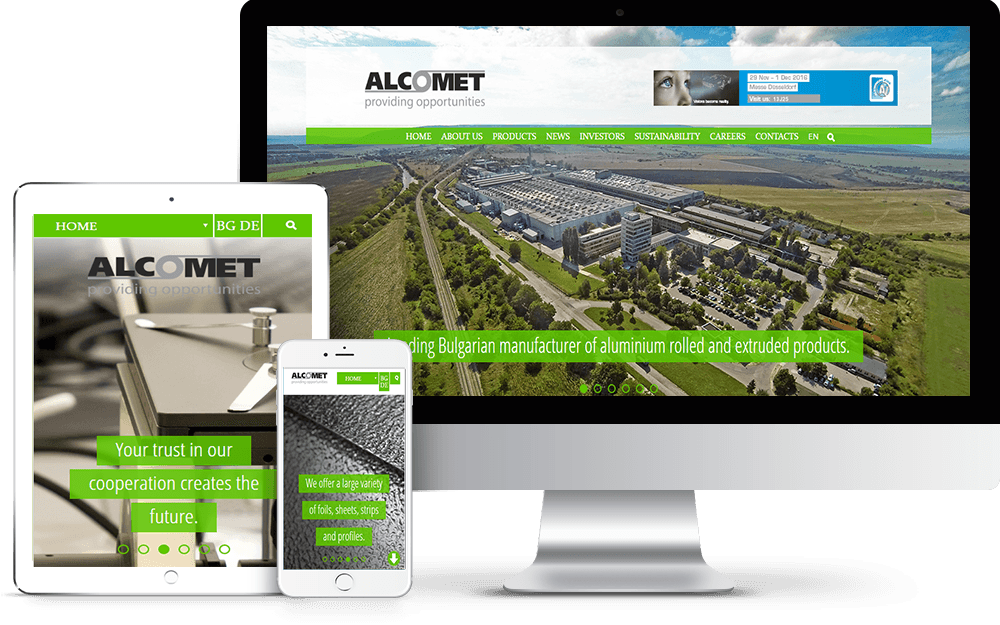 ALCOMET
providing opportunities
29 Nov - 1 Dec 2016
Messe Düsseldorf
Visit us: 13J23
HOME ABOUT US PRODUCTS NEWS INVESTORS SUSTAINABILITY CAREERS CONTACTS EN
ding Bulgarian manufacturer of aluminium rolled and extruded products.
HOME BG DE
ALCOMET
providing opportunities
Your trust in our
cooperation creates the
future.
ALCOMET
providing opportunities
HOME BG
DE
We offer a large variety
of foils, sheets, strips
and profiles.